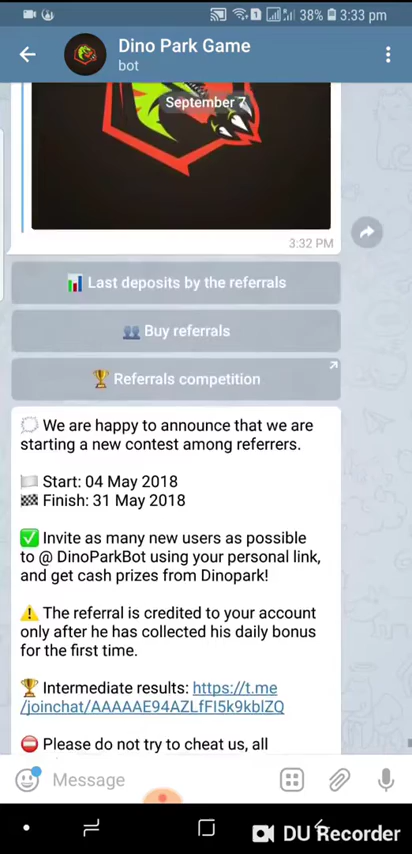 38% 3:33 pm
Dino Park Game
bot
September 7
3:32 PM
Last deposits by the referrals
Buy referrals
Referrals competition
We are happy to announce that we are
starting a new contest among referrers.
Start: 04 May 2018
Finish: 31 May 2018
Invite as many new users as possible
to @ DinoParkBot using your personal link,
and get cash prizes from Dinopark!
The referral is credited to your account
only after he has collected his daily bonus
for the first time.
Intermediate results: https://t.me
/joinchat/AAAAAE94AZLfFI5k9kblZQ
Please do not try to cheat us, all
Message
DU Recorder